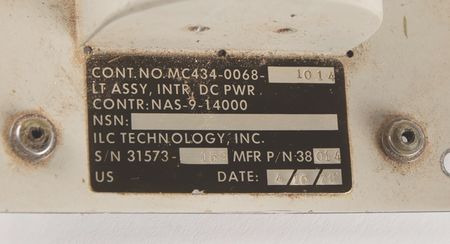 CONT. NO. MC434-0068- 1014
LT ASSY, INTR, DC PWR
CONTR: NAS-9-14000
NSN:
ILC TECHNOLOGY, INC.
S/N 31573- MFR P/N 38 014
US DATE: